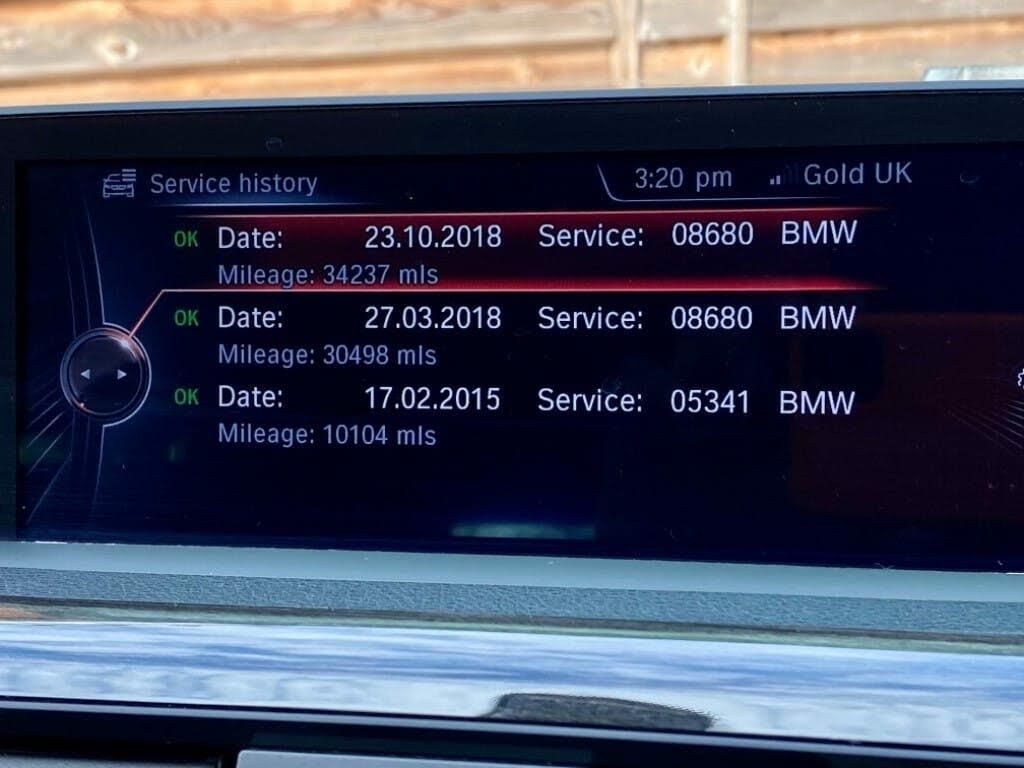 Service history 3:20 pm Gold UK
OK Date: 23.10.2018 Service: 08680 BMW
Mileage: 34237 mls
OK Date: 27.03.2018 Service: 08680 BMW
Mileage: 30498 mls
OK Date: 17.02.2015 Service: 05341 BMW
Mileage: 10104 mls